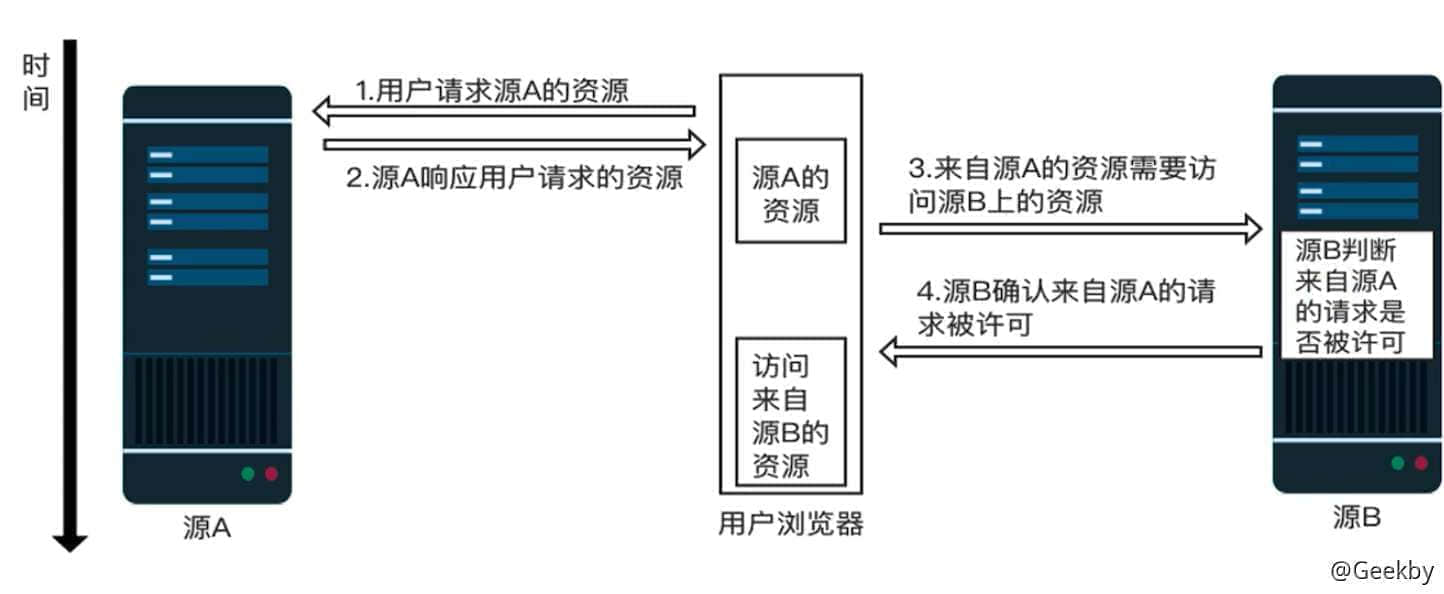 时
间
1.用户请求源A的资源
2.源A响应用户请求的资源
源A的
资源
3.来自源A的资源需要访
问源B上的资源
源B判断
来自源A
的请求是
否被许可
4.源B确认来自源A的请
求被许可
访问
来自
源B的
资源
源A
用户浏览器
源B
@Geekby